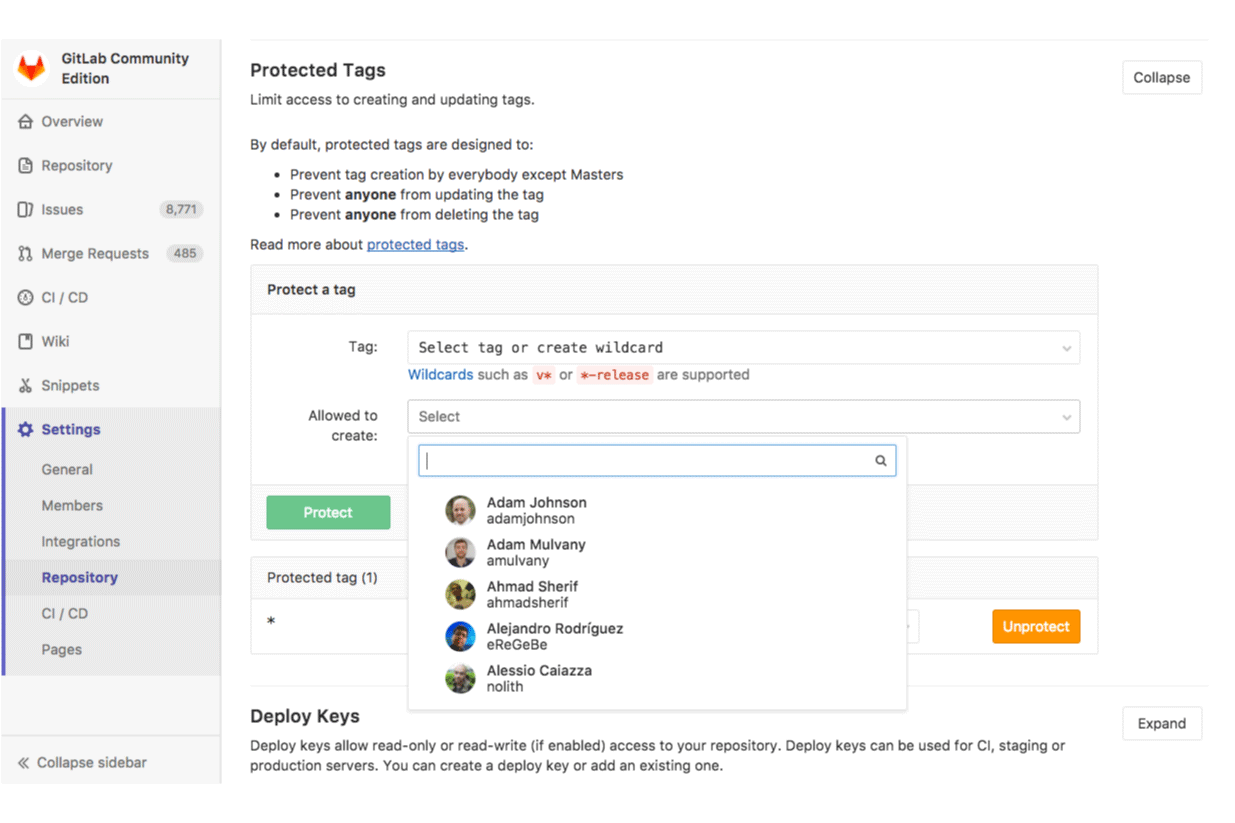 GitLab Community
Edition
Overview
Repository
Issues 8,771
Merge Requests 485
CI / CD
Wiki
Snippets
Settings
General
Members
Integrations
Repository
CI / CD
Pages
Collapse sidebar
Protected Tags
Collapse
Limit access to creating and updating tags.
By default, protected tags are designed to:
• Prevent tag creation by everybody except Masters
• Prevent anyone from updating the tag
• Prevent anyone from deleting the tag
Read more about protected tags.
Protect a tag
Tag: Select tag or create wildcard
Wildcards such as v* or *-release are supported
Allowed to
create:
Select
Adam Johnson
adamjohnson
Adam Mulvany
amulvany
Ahmad Sherif
ahmadsherif
Alejandro Rodríguez
eReGeBe
Alessio Caiazza
nolith
Protect
Protected tag (1)
* Unprotect
Deploy Keys
Expand
Deploy keys allow read-only or read-write (if enabled) access to your repository. Deploy keys can be used for CI, staging or
production servers. You can create a deploy key or add an existing one.